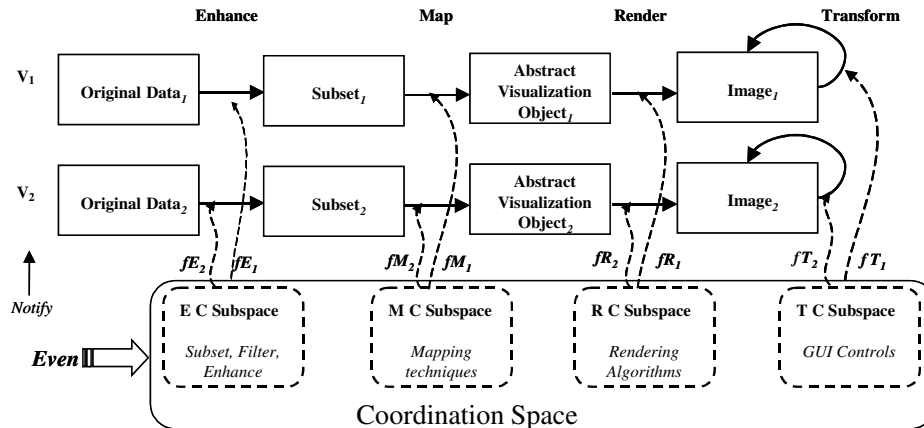 Enhance Map Render Transform
V1
Original Data1
Subset1
Abstract
Visualization
Object1
Image1
V2
Original Data2
Subset2
Abstract
Visualization
Object2
Image2
Notify
fE2 fE1 fM2 fM1 fR2 fR1 fT2 fT1
E C Subspace
Subset, Filter,
Enhance
M C Subspace
Mapping
techniques
R C Subspace
Rendering
Algorithms
T C Subspace
GUI Controls
Even
Coordination Space